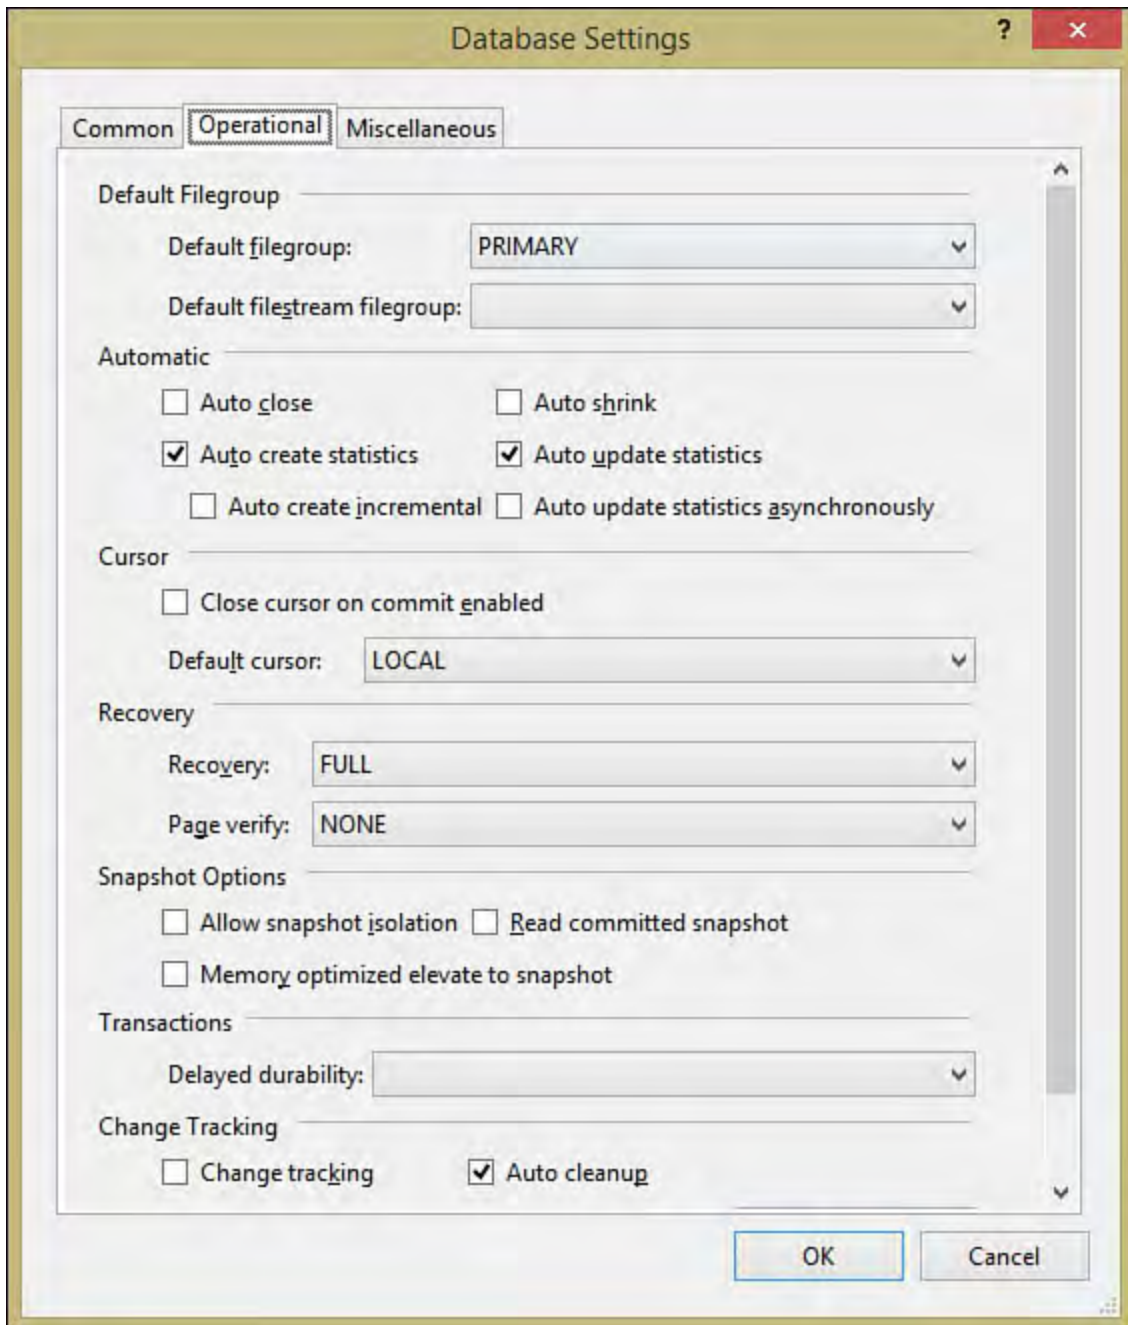 Database Settings ?
Common Operational Miscellaneous
Default Filegroup
Default filegroup: PRIMARY
Default filestream filegroup:
Automatic
Auto close Auto shrink
Auto create statistics Auto update statistics
Auto create incremental Auto update statistics asynchronously
Cursor
Close cursor on commit enabled
Default cursor: LOCAL
Recovery
Recovery: FULL
Page verify: NONE
Snapshot Options
Allow snapshot isolation Read committed snapshot
Memory optimized elevate to snapshot
Transactions
Delayed durability:
Change Tracking
Change tracking Auto cleanup
OK Cancel